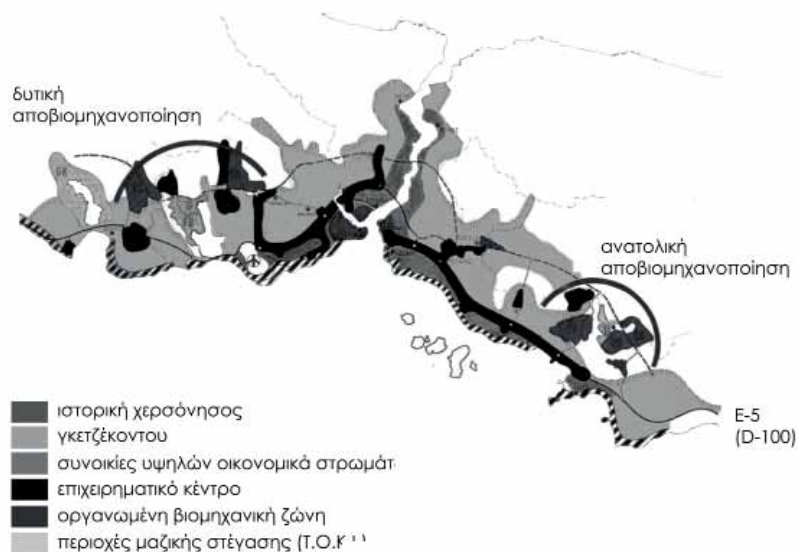 δυτική
αποβιομηχανοποίηση
ανατολική
αποβιομηχανοποίηση
E-5
(D-100)
ιστορική χερσόνησος
γκετζέκοντου
συνοικίες υψηλών οικονομικά στρωμάτ
επιχειρηματικό κέντρο
οργανωμένη βιομηχανική ζώνη
περιοχές μαζικής στέγασης